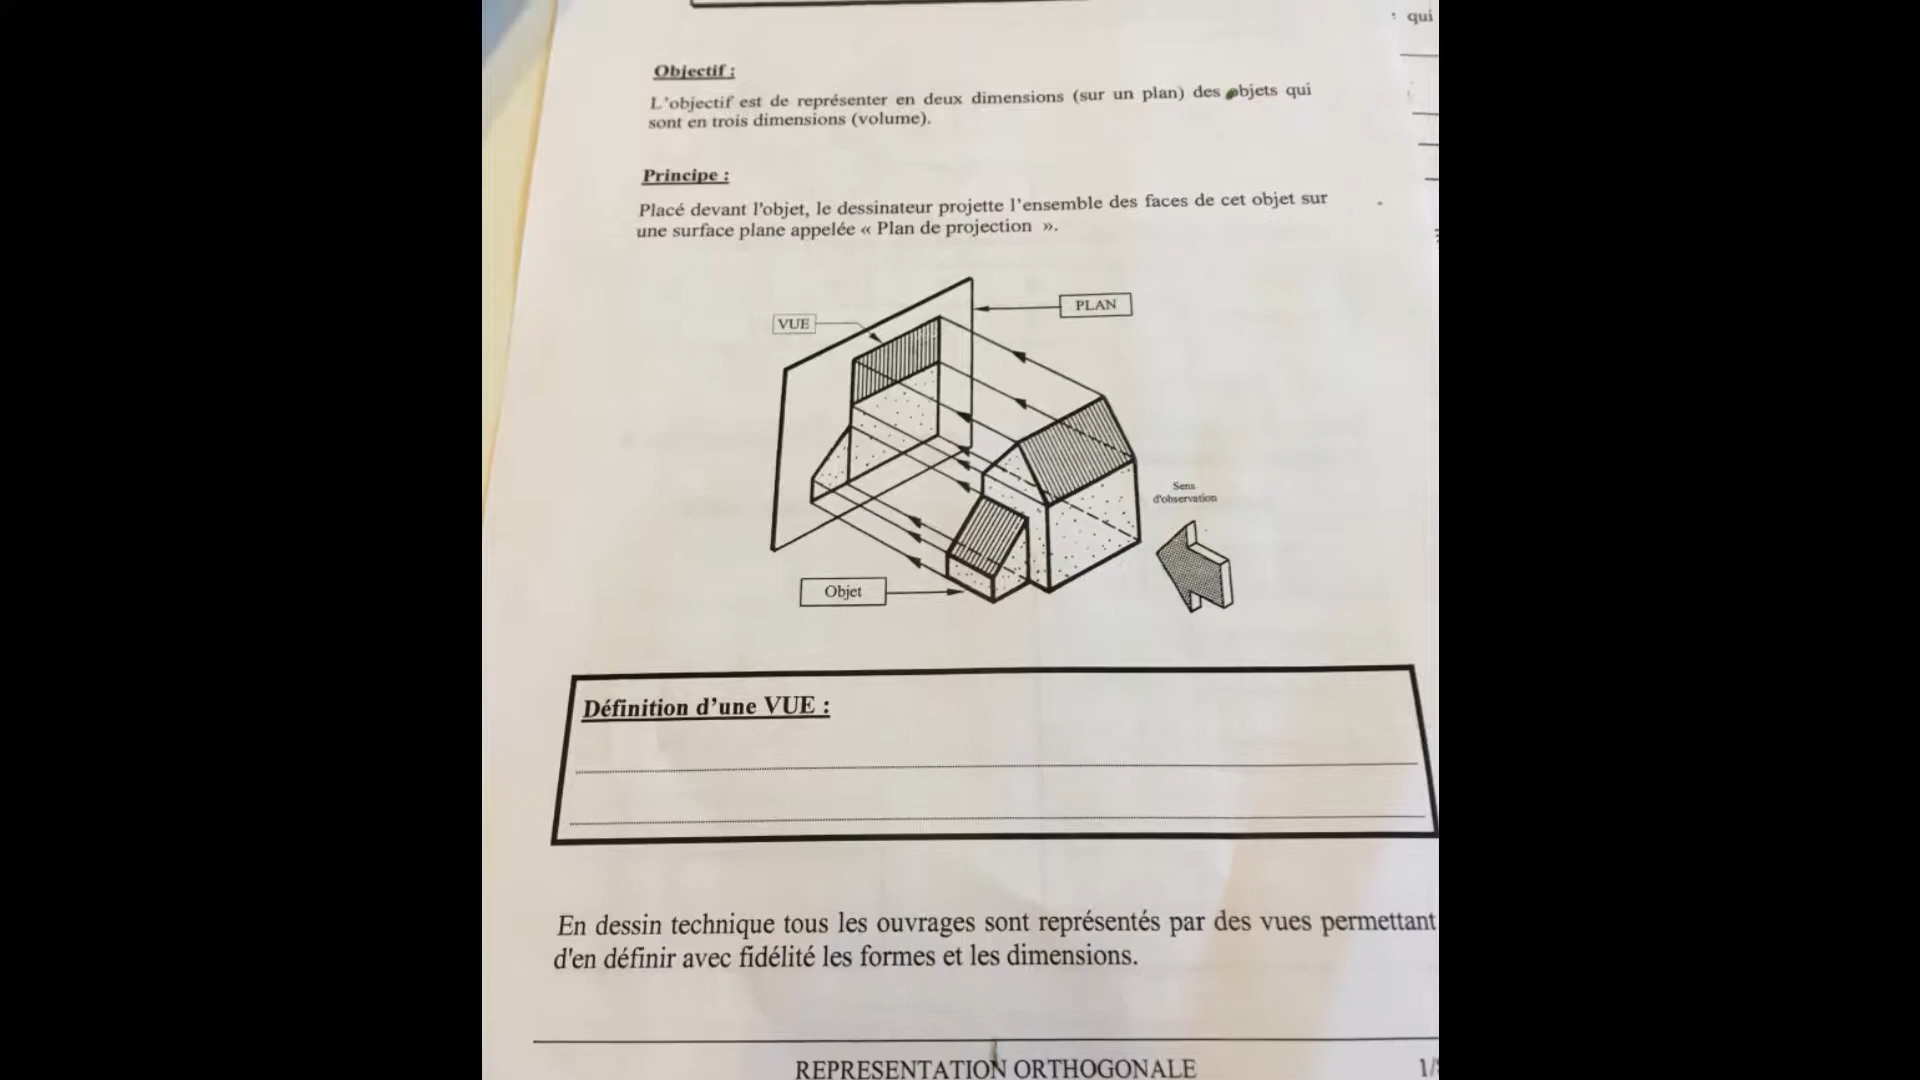 qui
Objectif :
L'objectif est de représenter en deux dimensions (sur un plan) des objets qui
sont en trois dimensions (volume).
Principe :
Placé devant l'objet, le dessinateur projette l'ensemble des faces de cet objet sur
une surface plane appelée « Plan de projection ».
PLAN
VUE
Sens
d'observation
Objet
Définition d'une VUE :
En dessin technique tous les ouvrages sont représentés par des vues permettant
d'en définir avec fidélité les formes et les dimensions.
REPRESENTATION ORTHOGONALE 1/